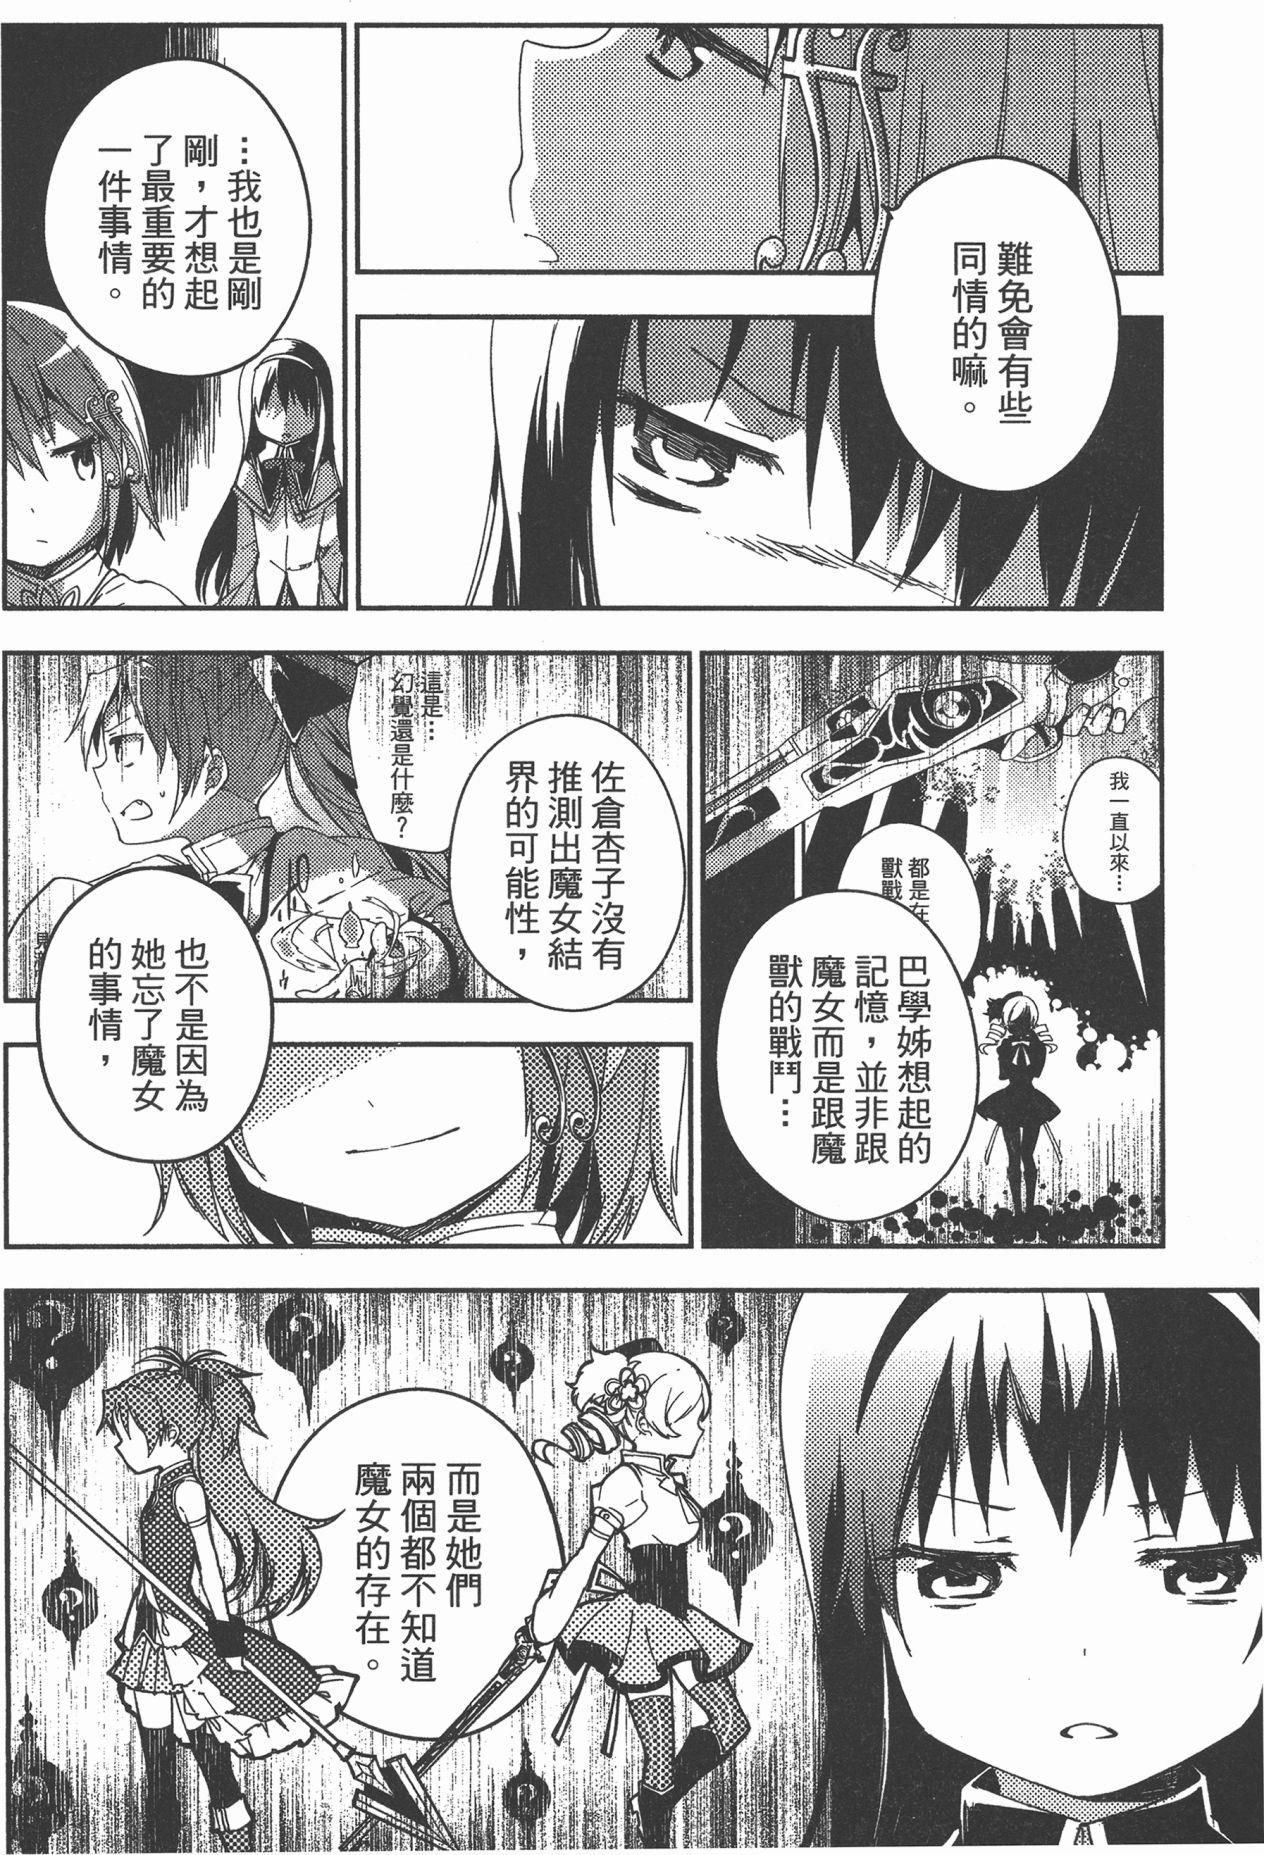 難免會有些
同情的嘛。
…我也是剛
剛，才想起
了最重要的
一件事情。
我一直以來…
都是在
獸戰
巴學姊想起的
記憶，並非跟
魔女而是跟魔
獸的戰鬥…
這是…
幻覺還是什麼?
佐倉杏子沒有
推測出魔女結
界的可能性，
也不是因為
她忘了魔女
的事情，
而是她們
兩個都不知道
魔女的存在。